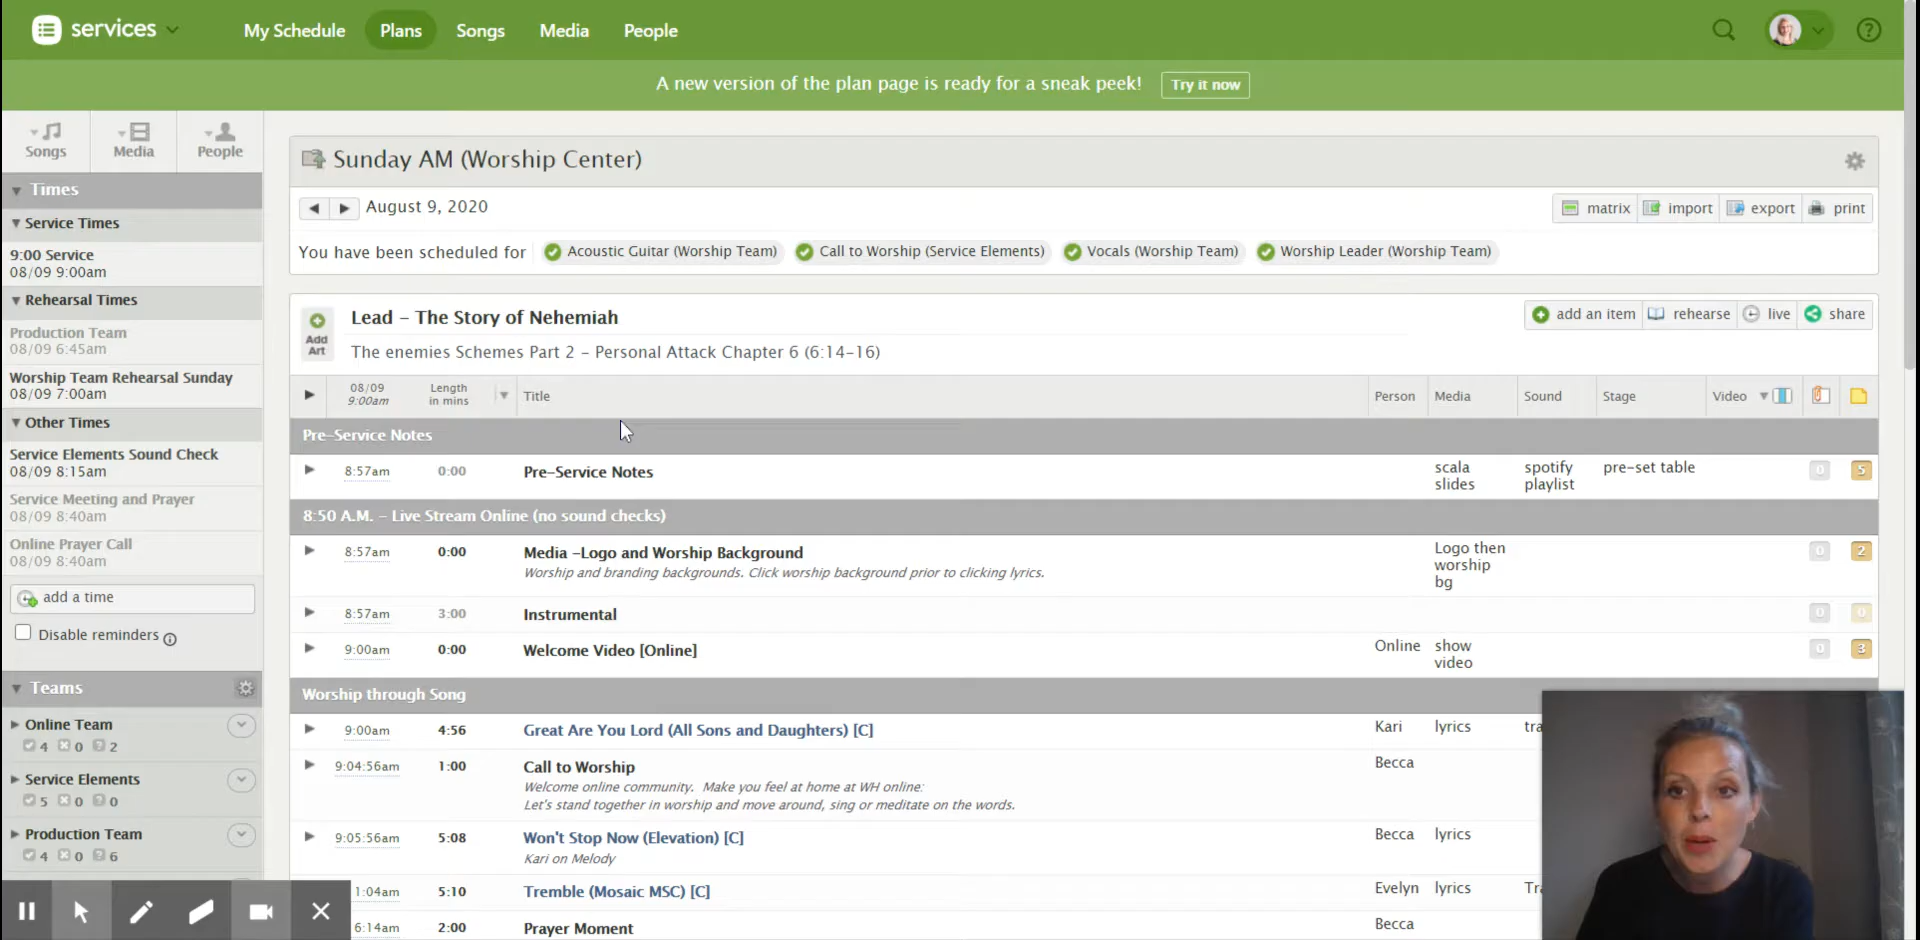 services
My Schedule
Plans
Songs
Media
People
A new version of the plan page is ready for a sneak peek!
Try it now
Songs
Media
People
Times
Service Times
9:00 Service
08/09 9:00am
Rehearsal Times
Production Team
08/09 6:45am
Worship Team Rehearsal Sunday
08/09 7:00am
Other Times
Service Elements Sound Check
08/09 8:15am
Service Meeting and Prayer
08/09 8:40am
Online Prayer Call
08/09 8:40am
add a time
Disable reminders
Teams
Online Team
4 0 2
Service Elements
5 0 0
Production Team
4 0 6
Sunday AM (Worship Center)
August 9, 2020
matrix
import
export
print
You have been scheduled for
Acoustic Guitar (Worship Team)
Call to Worship (Service Elements)
Vocals (Worship Team)
Worship Leader (Worship Team)
Add
Art
Lead - The Story of Nehemiah
The enemies Schemes Part 2 - Personal Attack Chapter 6 (6:14-16)
add an item
rehearse
live
share
08/09
9:00am
Length
in mins
Title
Person
Media
Sound
Stage
Video
Pre-Service Notes
8:57am
0:00
Pre-Service Notes
scala
slides
spotify
playlist
pre-set table
0
5
8:50 A.M. - Live Stream Online (no sound checks)
8:57am
0:00
Media -Logo and Worship Background
Worship and branding backgrounds. Click worship background prior to clicking lyrics.
Logo then
worship
bg
0
2
8:57am
3:00
Instrumental
0
0
9:00am
0:00
Welcome Video [Online]
Online
show
video
0
3
Worship through Song
9:00am
4:56
Great Are You Lord (All Sons and Daughters) [C]
Kari
lyrics
tra
9:04:56am
1:00
Call to Worship
Welcome online community. Make you feel at home at WH online:
Let's stand together in worship and move around, sing or meditate on the words.
Becca
9:05:56am
5:08
Won't Stop Now (Elevation) [C]
Kari on Melody
Becca
lyrics
1:04am
5:10
Tremble (Mosaic MSC) [C]
Evelyn
lyrics
Tra
6:14am
2:00
Prayer Moment
Becca